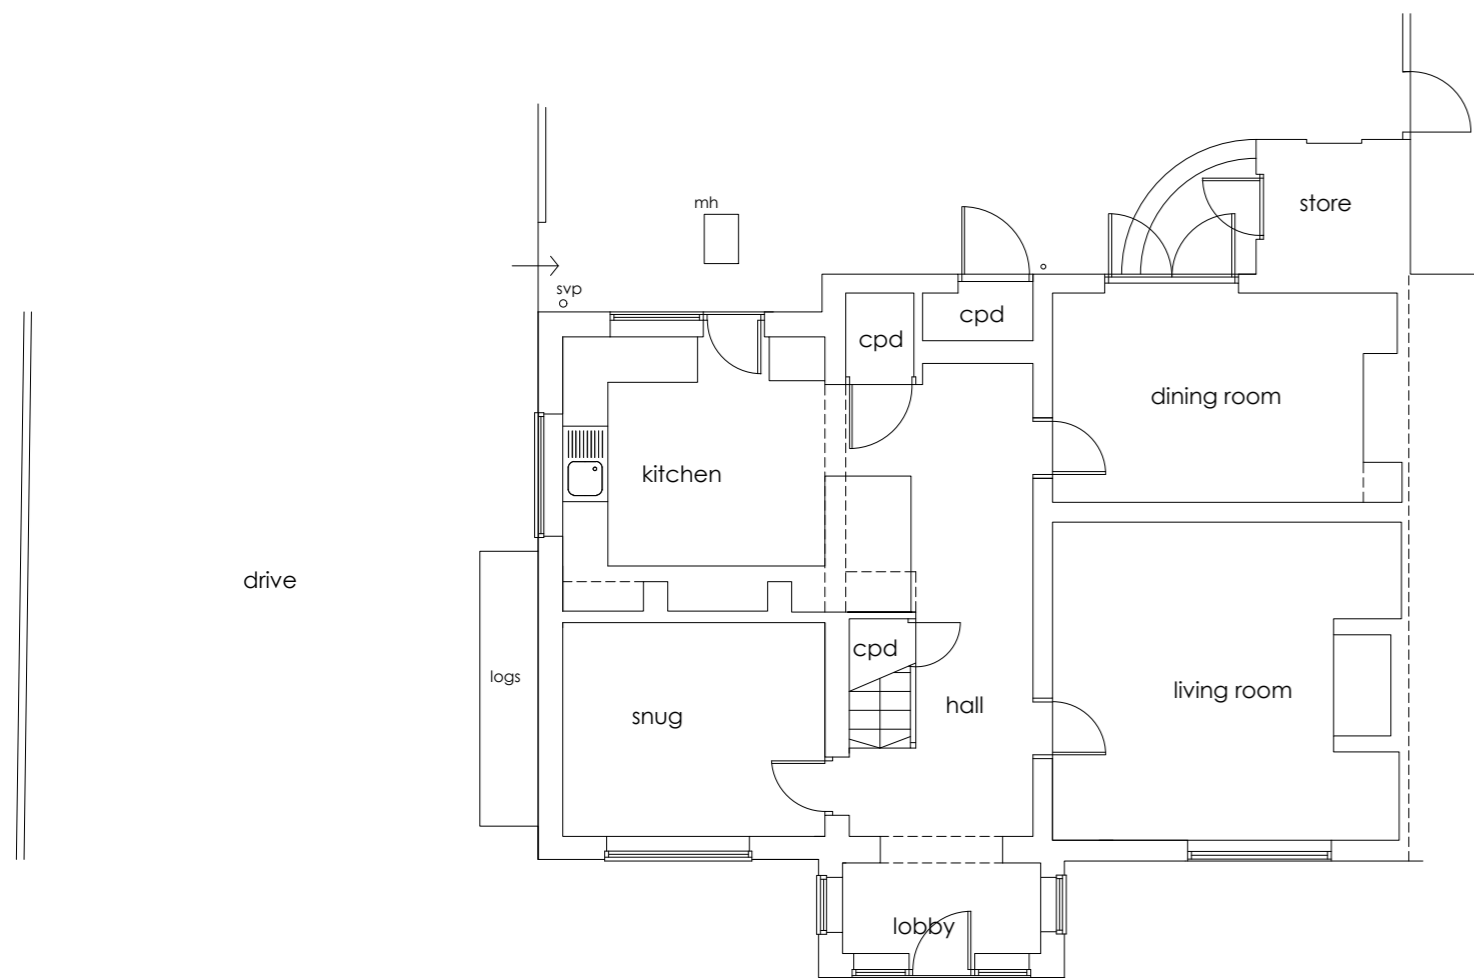 mh
store
svp
cpd
cpd
dining room
kitchen
drive
cpd
logs
snug
hall
living room
lobby